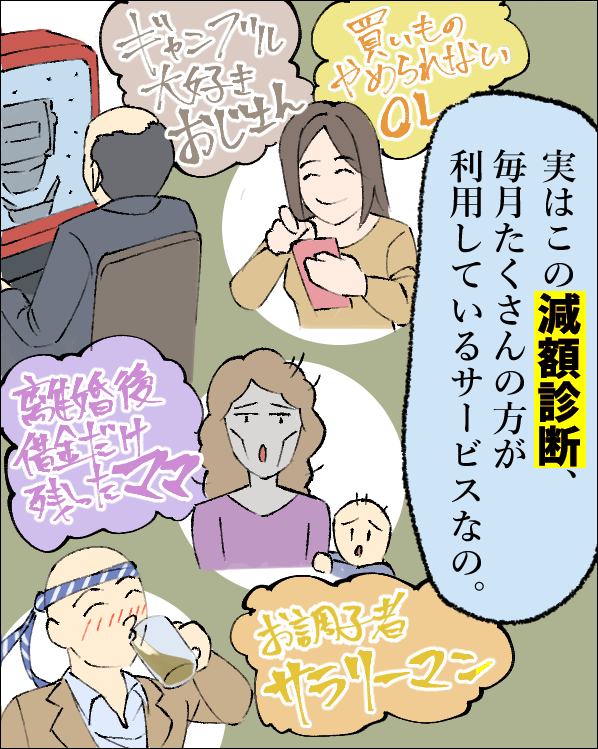 実はこの減額診断、
毎月たくさんの方が
利用しているサービスなの。
買いもの
やめられない
OL
ギャンブル
大好き
おじさん
離婚後
借金だけ
残ったママ
お調子者
サラリーマン